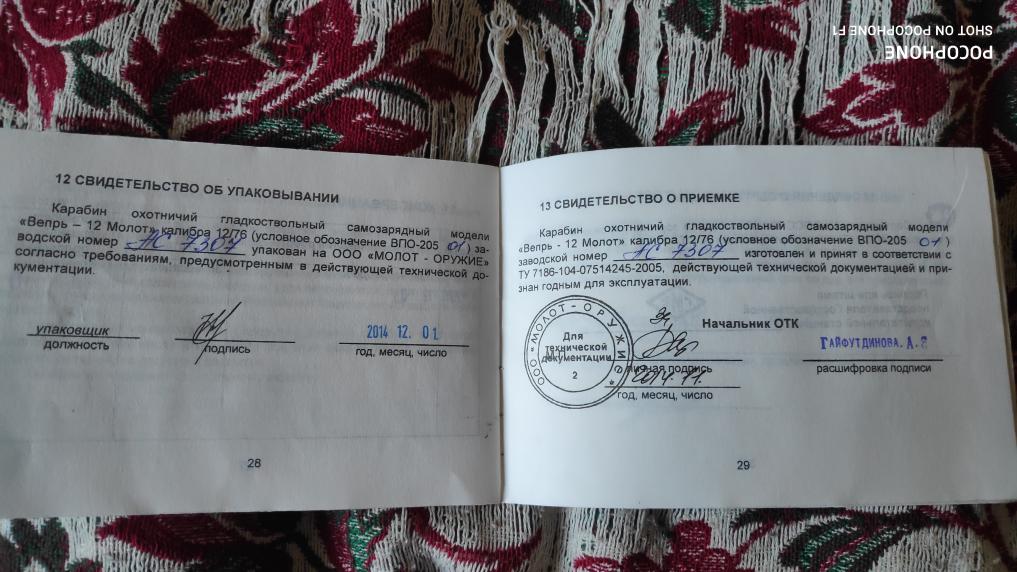 POCOPHONE
SHOT ON POCOPHONE F1
12 СВИДЕТЕЛЬСТВО ОБ УПАКОВЫВАНИИ
Карабин охотничий гладкоствольный самозарядный модели
«Вепрь – 12 Молот» калибра 12/76 (условное обозначение ВПО-205 01) за-
водской номер АС 7307 упакован на ООО «МОЛОТ - ОРУЖИЕ»
согласно требованиям, предусмотренным в действующей технической до-
кументации.
упаковщик
должность
подпись
2014 12. 01
год, месяц, число
28
13 СВИДЕТЕЛЬСТВО О ПРИЕМКЕ
Карабин охотничий гладкоствольный самозарядный модели
«Вепрь - 12 Молот» калибра 12/76 (условное обозначение ВПО-205 01)
заводской номер АС 7307 изготовлен и принят в соответствии с
ТУ 7186-104-07514245-2005, действующей технической документацией и при-
знан годным для эксплуатации.
Начальник ОТК
ООО «МОЛОТ-ОРУЖИЕ»
Для
технической
документации
2
личная подпись
ГАЙФУТДИНОВА. А.
расшифровка подписи
2014.11.
год, месяц, число
29